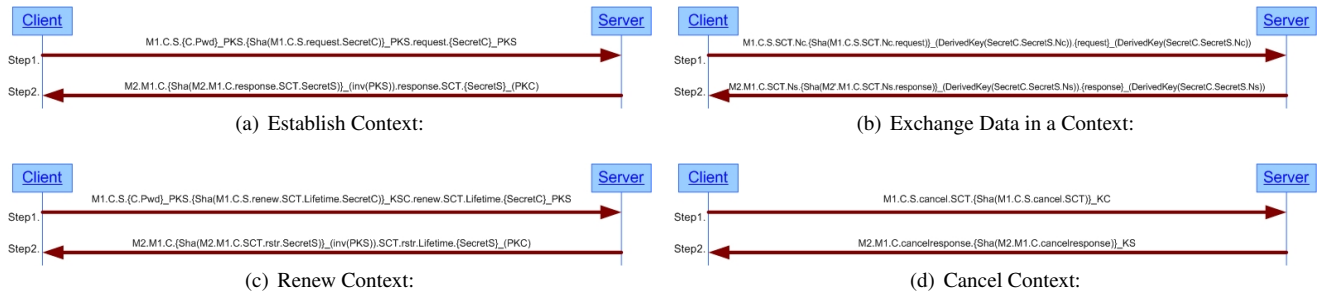 Client
Server
M1.C.S.{C.Pwd}_PKS.{Sha(M1.C.S.request.SecretC)}_PKS.request.{SecretC}_PKS
Step1.
M2.M1.C.{Sha(M2.M1.C.response.SCT.SecretS)}_(inv(PKS)).response.SCT.{SecretS}_(PKC)
Step2.
(a) Establish Context:
Client
Server
M1.C.S.SCT.Nc.{Sha(M1.C.S.SCT.Nc.request)}_(DerivedKey(SecretC.SecretS.Nc)).{request}_(DerivedKey(SecretC.SecretS.Nc))
Step1.
M2.M1.C.SCT.Ns.{Sha(M2'.M1.C.SCT.Ns.response)}_(DerivedKey(SecretC.SecretS.Ns)).{response}_(DerivedKey(SecretC.SecretS.Ns))
Step2.
(b) Exchange Data in a Context:
Client
Server
M1.C.S.{C.Pwd}_PKS.{Sha(M1.C.S.renew.SCT.Lifetime.SecretC)}_KSC.renew.SCT.Lifetime.{SecretC}_PKS
Step1.
M2.M1.C.{Sha(M2.M1.C.SCT.rstr.SecretS)}_(inv(PKS)).SCT.rstr.Lifetime.{SecretS}_(PKC)
Step2.
(c) Renew Context:
Client
Server
M1.C.S.cancel.SCT.{Sha(M1.C.S.cancel.SCT)}_KC
Step1.
M2.M1.C.cancelresponse.{Sha(M2.M1.C.cancelresponse)}_KS
Step2.
(d) Cancel Context: